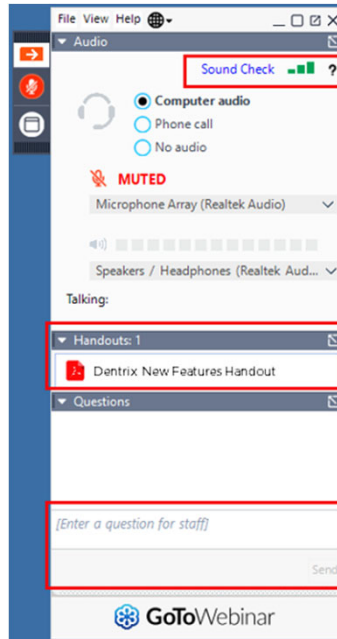 File View Help
Audio
Sound Check ?
Computer audio
Phone call
No audio
MUTED
Microphone Array (Realtek Audio)
Speakers / Headphones (Realtek Aud...
Talking:
Handouts: 1
Dentrix New Features Handout
Questions
[Enter a question for staff]
Send
GoToWebinar